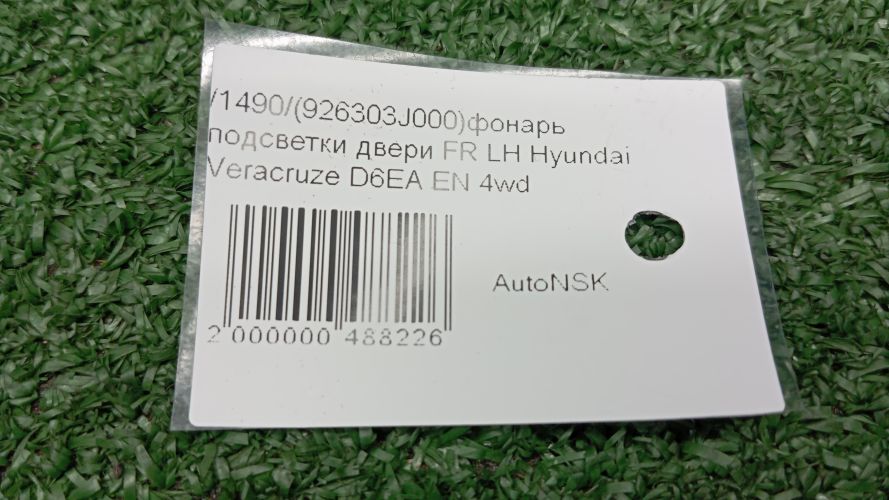 /1490/(926303J000)фонарь
подсветки двери FR LH Hyundai
Veracruze D6EA EN 4wd
AutoNSK
2 000000 488226